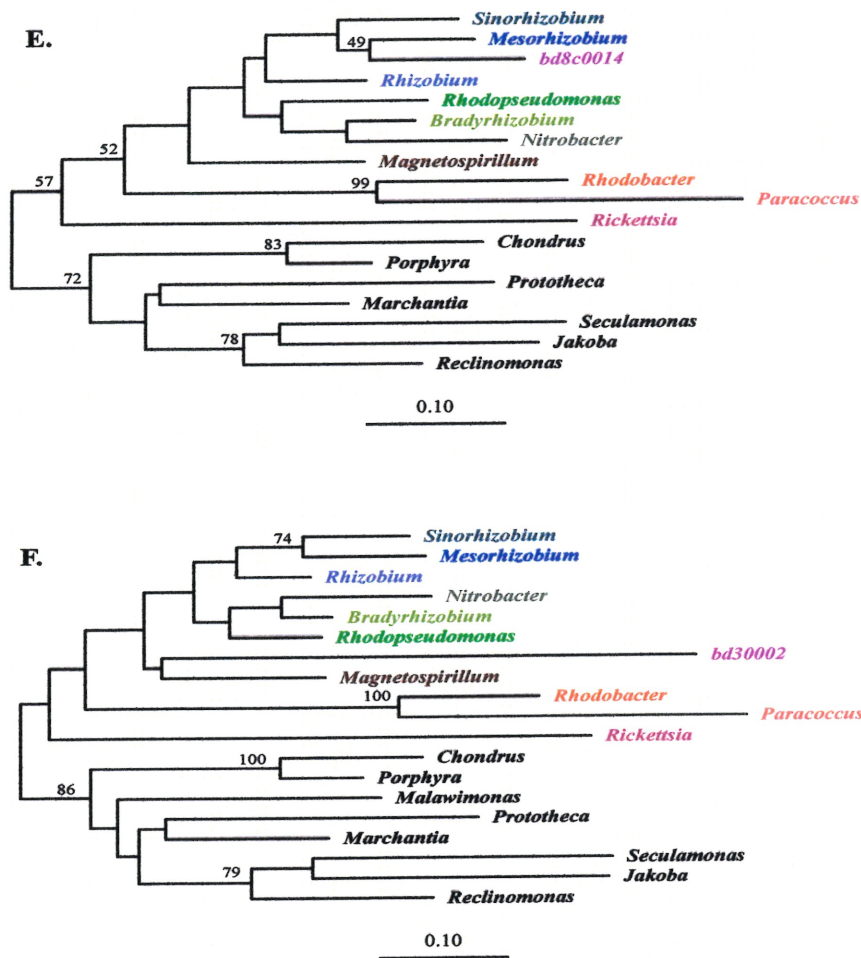 E.
Sinorhizobium
49 Mesorhizobium
bd8c0014
Rhizobium
Rhodopseudomonas
Bradyrhizobium
Nitrobacter
52
Magnetospirillum
57
99
Rhodobacter
Paracoccus
Rickettsia
83 Chondrus
Porphyra
72
Prototheca
Marchantia
Seculamonas
78
Jakoba
Reclinomonas
0.10
F.
74 Sinorhizobium
Mesorhizobium
Rhizobium
Nitrobacter
Bradyrhizobium
Rhodopseudomonas
bd30002
Magnetospirillum
100 Rhodobacter
Paracoccus
Rickettsia
100 Chondrus
Porphyra
86
Malawimonas
Prototheca
Marchantia
Seculamonas
79
Jakoba
Reclinomonas
0.10